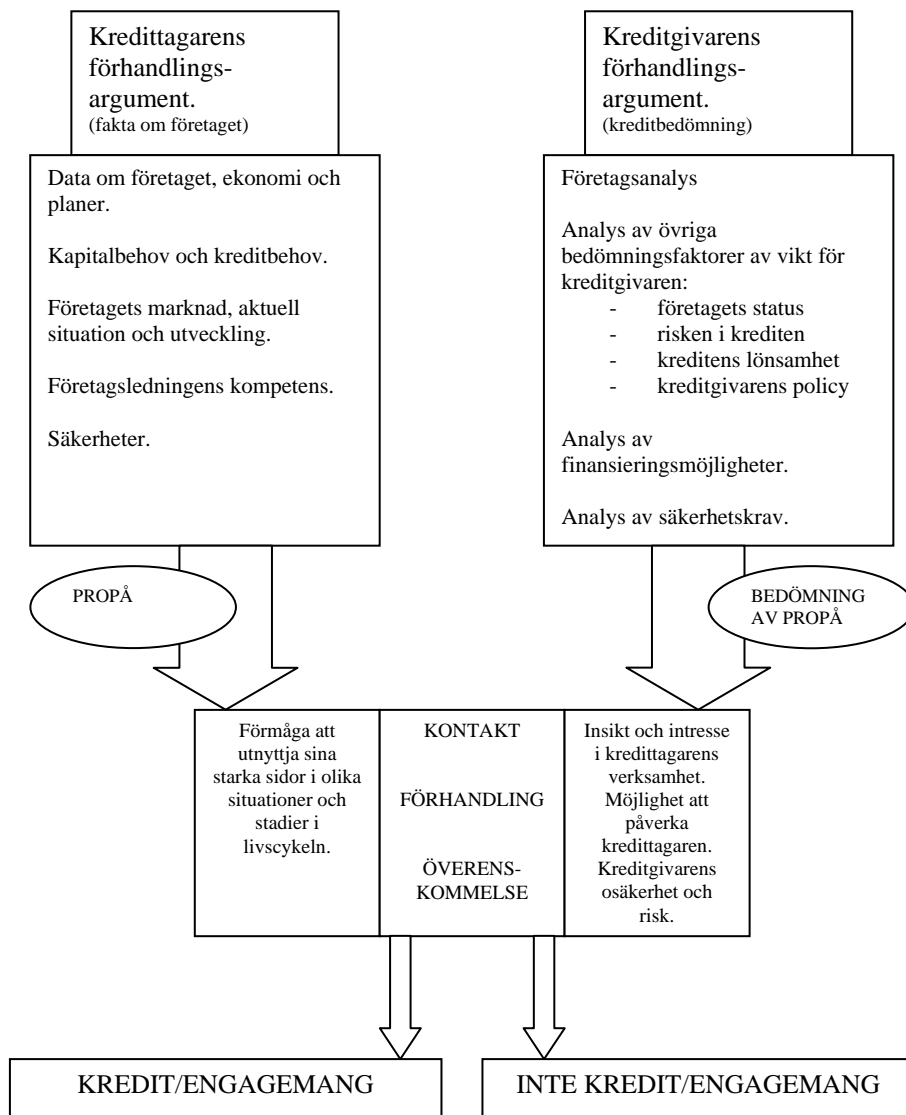 Kredittagarens
förhandlings-
argument.
(fakta om företaget)
Data om företaget, ekonomi och
planer.
Kapitalbehov och kreditbehov.
Företagets marknad, aktuell
situation och utveckling.
Företagsledningens kompetens.
Säkerheter.
Kreditgivarens
förhandlings-
argument.
(kreditbedömning)
Företagsanalys
Analys av övriga
bedömningsfaktorer av vikt för
kreditgivaren:
- företagets status
- risken i krediten
- kreditens lönsamhet
- kreditgivarens policy
Analys av
finansieringsmöjligheter.
Analys av säkerhetskrav.
PROPÅ
BEDÖMNING
AV PROPÅ
Förmåga att
utnyttja sina
starka sidor i olika
situationer och
stadier i
livscykeln.
KONTAKT
FÖRHANDLING
ÖVERENS-
KOMMELSE
Insikt och intresse
i kredittagarens
verksamhet.
Möjlighet att
påverka
kredittagaren.
Kreditgivarens
osäkerhet och
risk.
KREDIT/ENGAGEMANG
INTE KREDIT/ENGAGEMANG